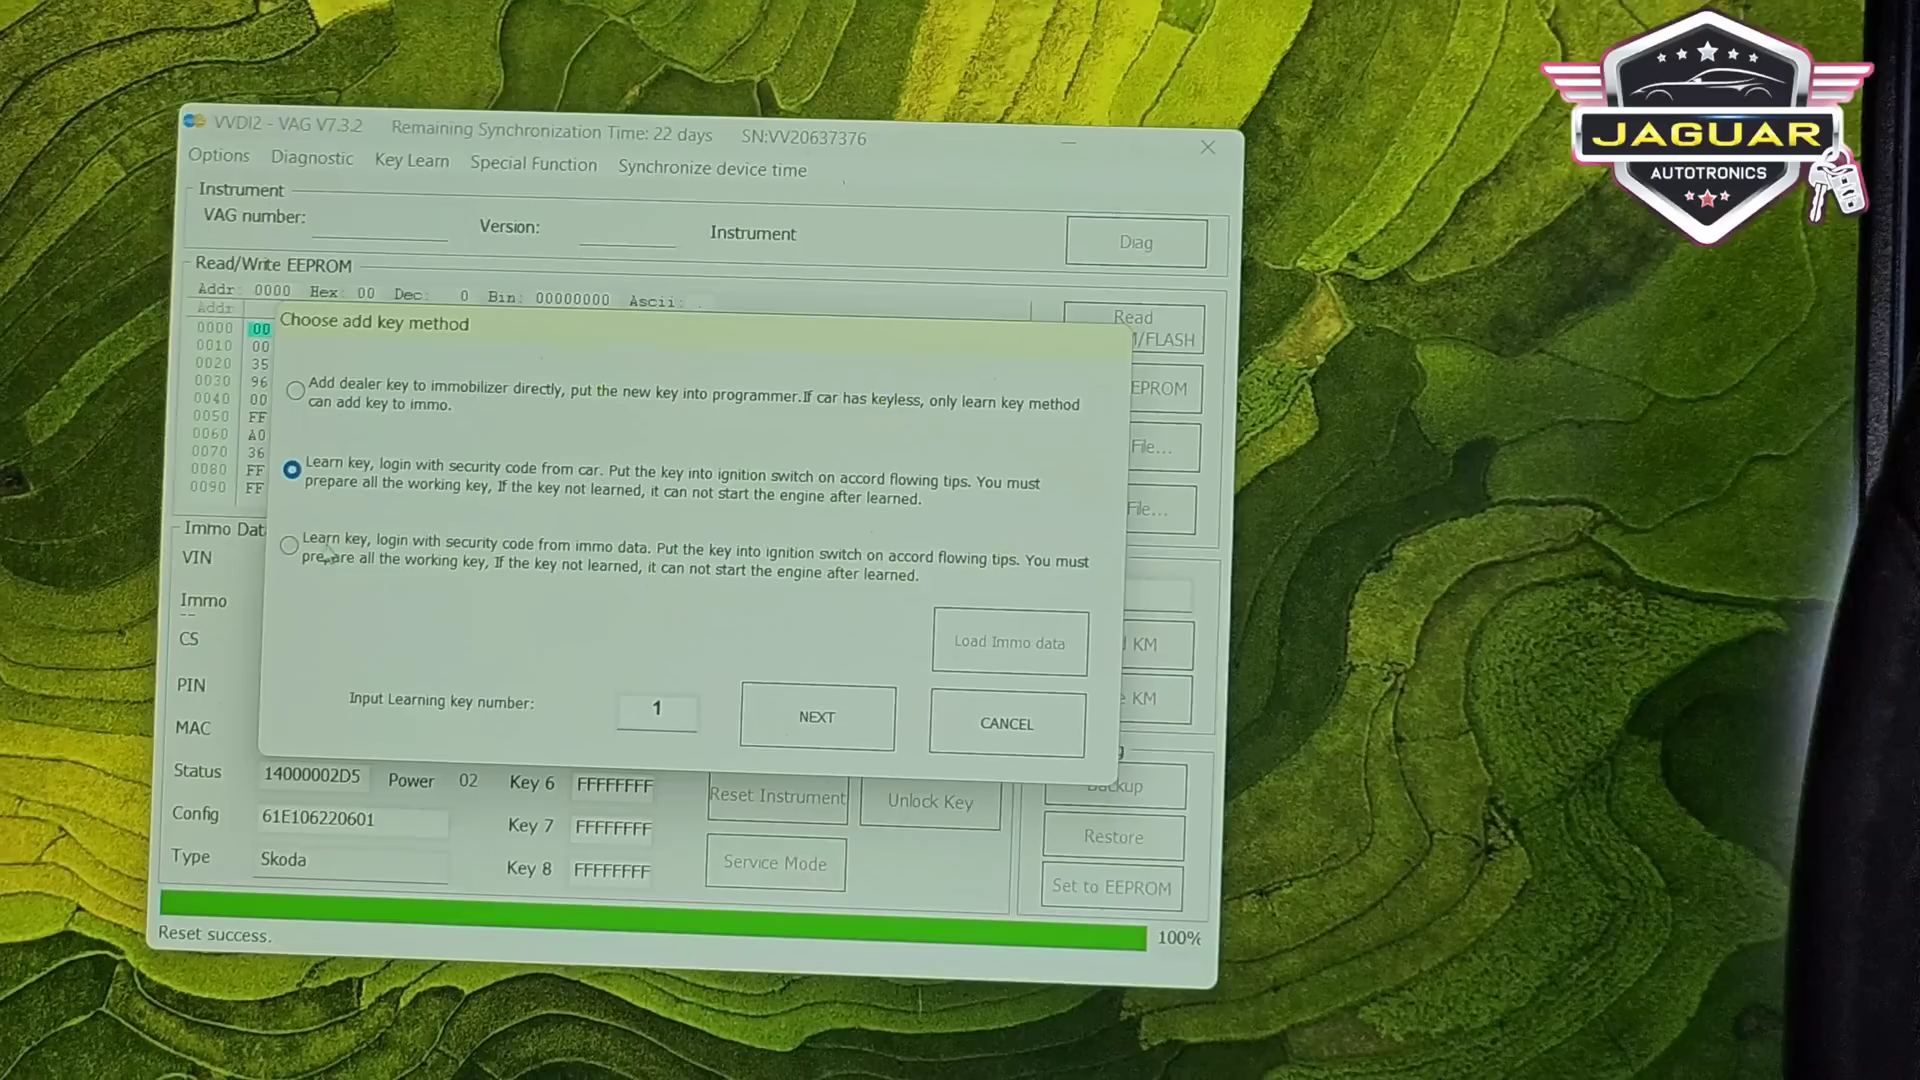 JAGUAR
AUTOTRONICS
VVDI2 - VAG V7.3.2 Remaining Synchronization Time: 22 days SN:VV20637376
Options Diagnostic Key Learn Special Function Synchronize device time
Instrument
VAG number: Version: Instrument Diag
Read/Write EEPROM
Addr: 0000 Hex: 00 Dec: 0 Bin: 00000000 Ascii: .
Addr
0000 00
0010 00
0020 35
0030 96
0040 00
0050 FF
0060 A0
0070 36
0080 FF
0090 FF
Read
M/FLASH
EPROM
File...
File...
Choose add key method
Add dealer key to immobilizer directly, put the new key into programmer.If car has keyless, only learn key method
can add key to immo.
Learn key, login with security code from car. Put the key into ignition switch on accord flowing tips. You must
prepare all the working key, If the key not learned, it can not start the engine after learned.
Learn key, login with security code from immo data. Put the key into ignition switch on accord flowing tips. You must
prepare all the working key, If the key not learned, it can not start the engine after learned.
Load Immo data
Input Learning key number: 1 NEXT CANCEL
Immo Dat
VIN
Immo
--
CS
PIN
MAC
KM
KM
Status 14000002D5 Power 02 Key 6 FFFFFFFF Reset Instrument Unlock Key Backup
Config 61E106220601 Key 7 FFFFFFFF Restore
Type Skoda Key 8 FFFFFFFF Service Mode Set to EEPROM
Reset success. 100%